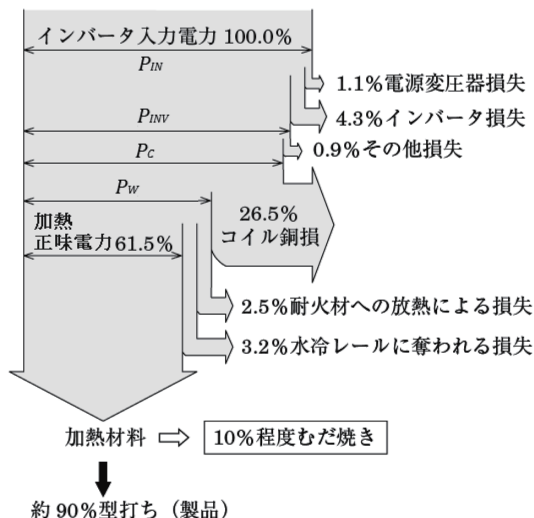 インバータ入力電力 100.0%
PIN
1.1%電源変圧器損失
PINV
4.3%インバータ損失
PC
0.9%その他損失
PW
26.5%
コイル銅損
加熱
正味電力61.5%
2.5%耐火材への放熱による損失
3.2%水冷レールに奪われる損失
加熱材料
10%程度むだ焼き
約90%型打ち（製品）